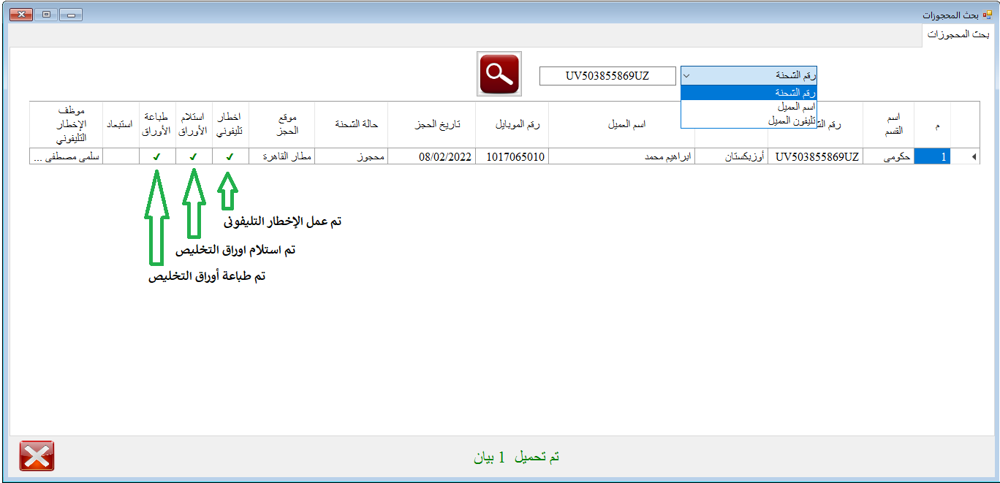 بحث المحجوزات
بحث المحجوزات
رقم الشحنة
UV503855869UZ
رقم الشحنة
اسم العميل
تليفون العميل
م
اسم القسم
رقم
اسم العميل
رقم الموبايل
تاريخ الحجز
حالة الشحنة
موقع الحجز
اخطار تليفوني
استلام الأوراق
طباعة الأوراق
استبعاد
موظف الإخطار التليفوني
1 حكومى UV503855869UZ أوزبكستان ابراهيم محمد 1017065010 08/02/2022 محجوز مطار القاهرة ✔ ✔ ✔ سلمى مصطفى ...
تم عمل الإخطار التليفونى
تم استلام اوراق التخليص
تم طباعة أوراق التخليص
تم تحميل 1 بيان